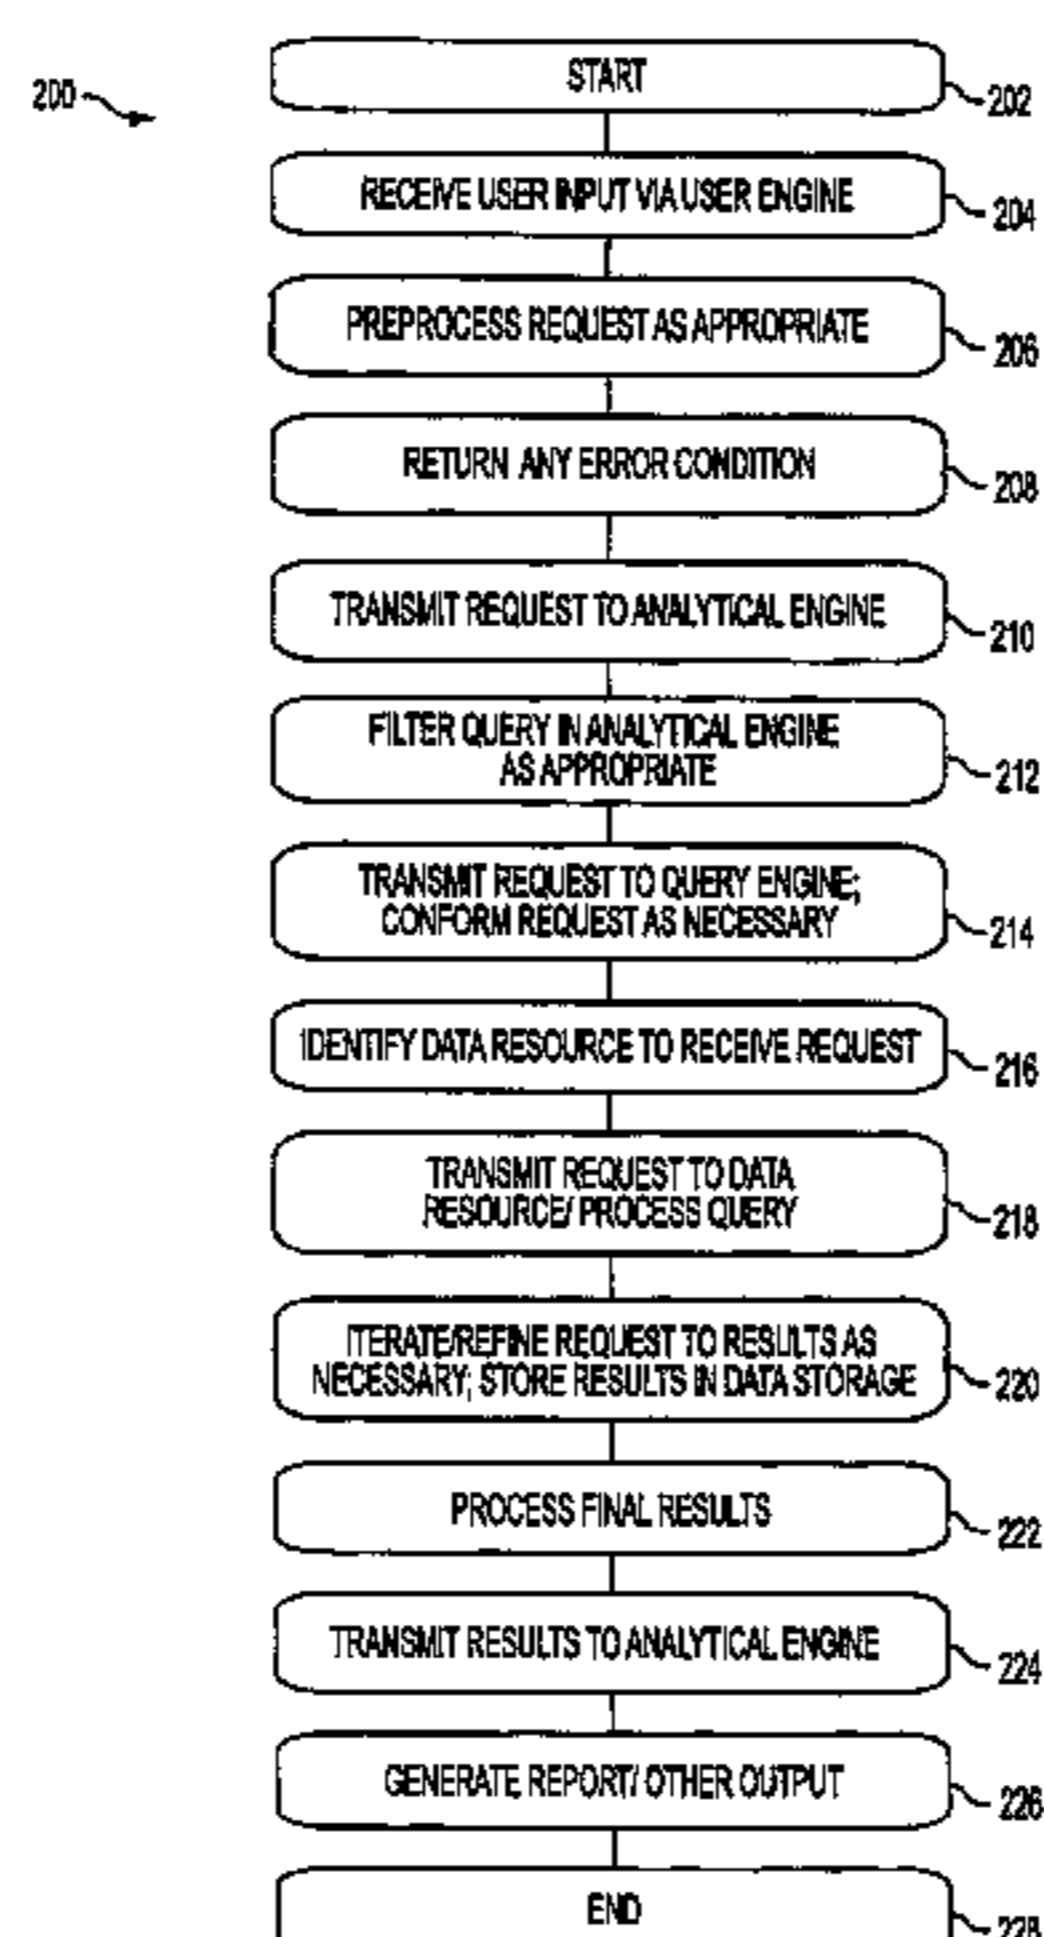 200
START
202
RECEIVE USER INPUT VIA USER ENGINE
204
PREPROCESS REQUEST AS APPROPRIATE
206
RETURN ANY ERROR CONDITION
208
TRANSMIT REQUEST TO ANALYTICAL ENGINE
210
FILTER QUERY IN ANALYTICAL ENGINE
AS APPROPRIATE
212
TRANSMIT REQUEST TO QUERY ENGINE;
CONFORM REQUEST AS NECESSARY
214
IDENTIFY DATA RESOURCE TO RECEIVE REQUEST
216
TRANSMIT REQUEST TO DATA
RESOURCE/ PROCESS QUERY
218
ITERATE/REFINE REQUEST TO RESULTS AS
NECESSARY; STORE RESULTS IN DATA STORAGE
220
PROCESS FINAL RESULTS
222
TRANSMIT RESULTS TO ANALYTICAL ENGINE
224
GENERATE REPORT/ OTHER OUTPUT
226
END
228